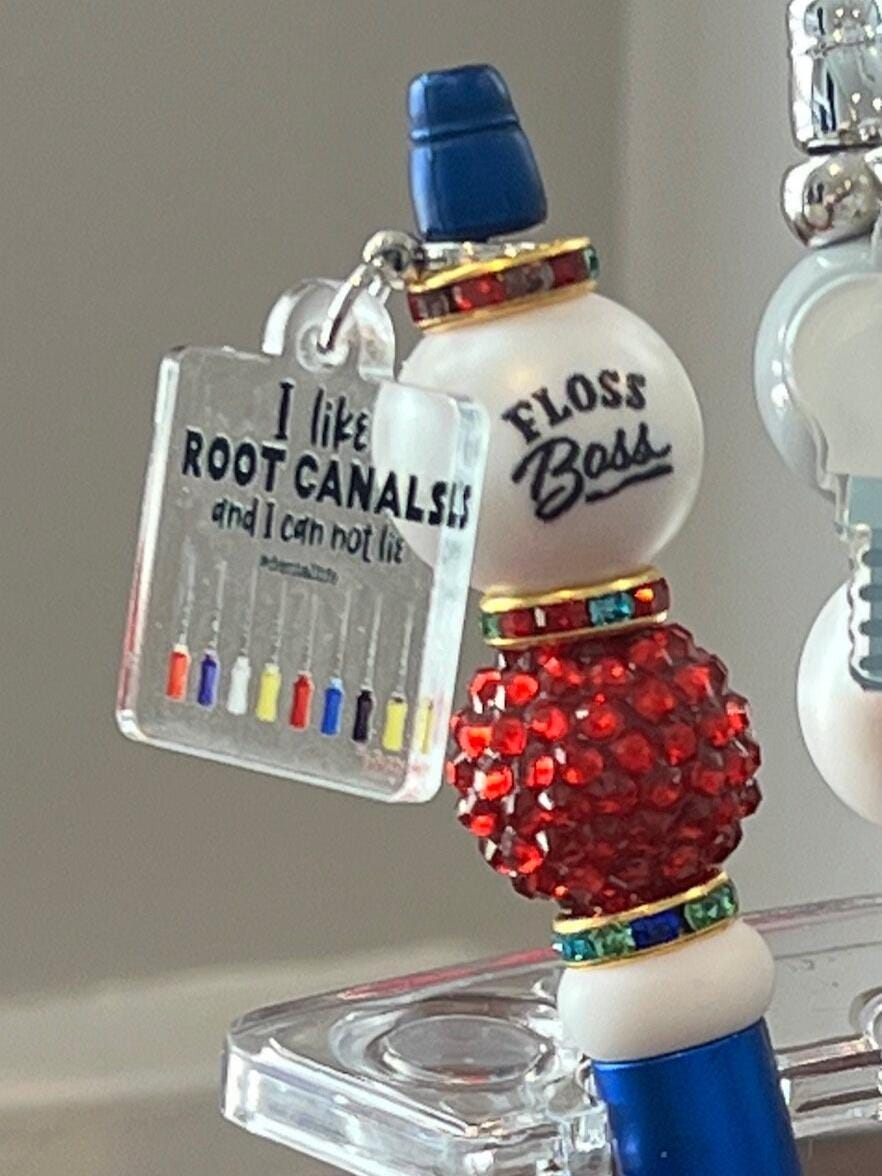 I like
ROOT CANALS
and I can not lie
FLOSS
Boss